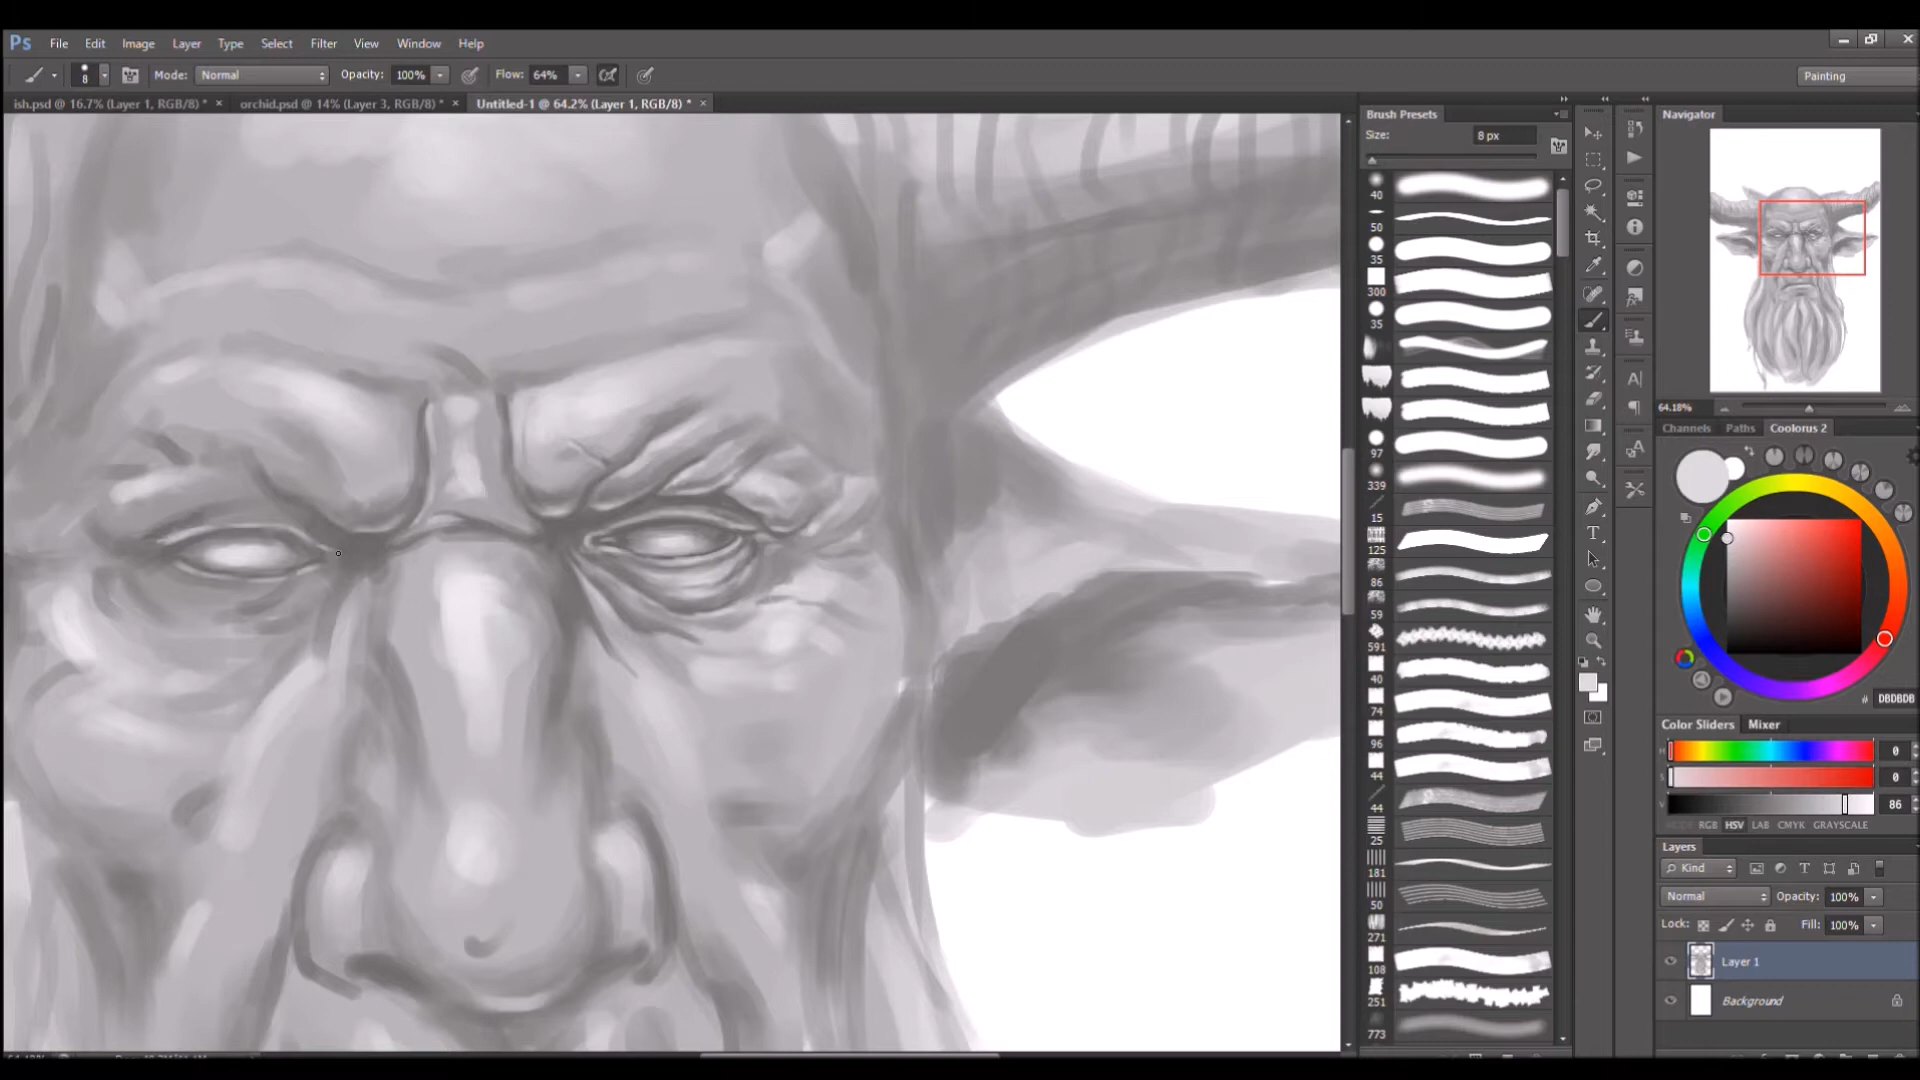 Ps File Edit Image Layer Type Select Filter View Window Help
8 Mode: Normal Opacity: 100% Flow: 64% Painting
ish.psd @ 16.7% (Layer 1, RGB/8) * × orchid.psd @ 14% (Layer 3, RGB/8) * × Untitled-1 @ 64.2% (Layer 1, RGB/8) * ×
Brush Presets
Size: 8 px
40
50
35
300
35
97
339
15
125
86
59
591
40
74
96
44
44
25
181
50
271
108
251
773
Navigator
64.18%
Channels Paths Coolorus 2
# DBDBDB
Color Sliders Mixer
H 0
S 0
V 86
RGB HSV LAB CMYK GRAYSCALE
Layers
Kind
Normal Opacity: 100%
Lock: Fill: 100%
Layer 1
Background